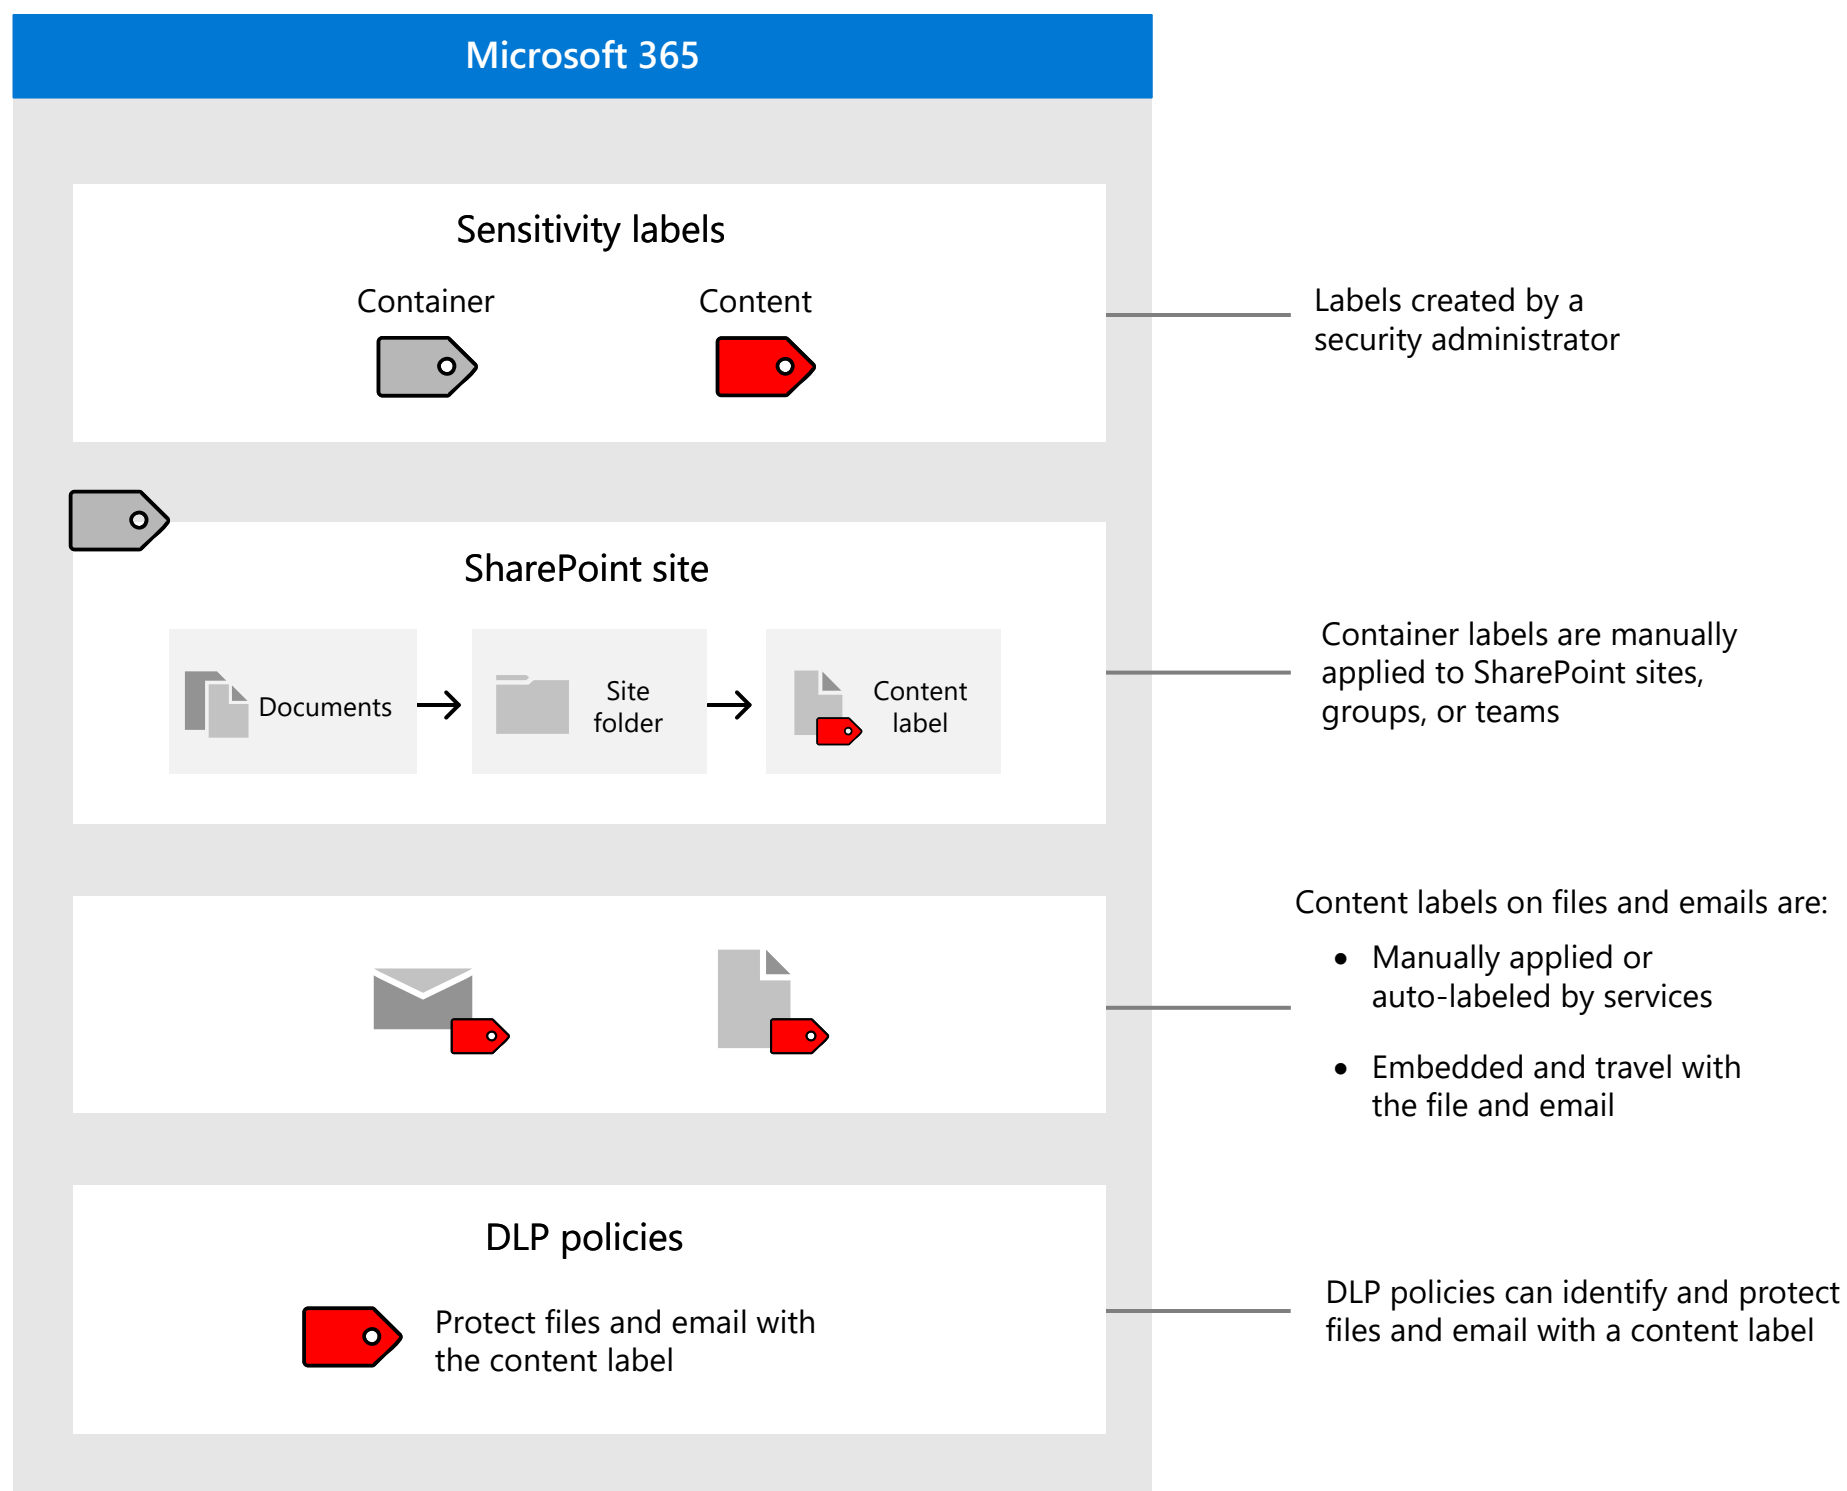 Microsoft 365
Sensitivity labels
Container
Content
Labels created by a
security administrator
SharePoint site
Documents
Site
folder
Content
label
Container labels are manually
applied to SharePoint sites,
groups, or teams
Content labels on files and emails are:
• Manually applied or
auto-labeled by services
• Embedded and travel with
the file and email
DLP policies
Protect files and email with
the content label
DLP policies can identify and protect
files and email with a content label